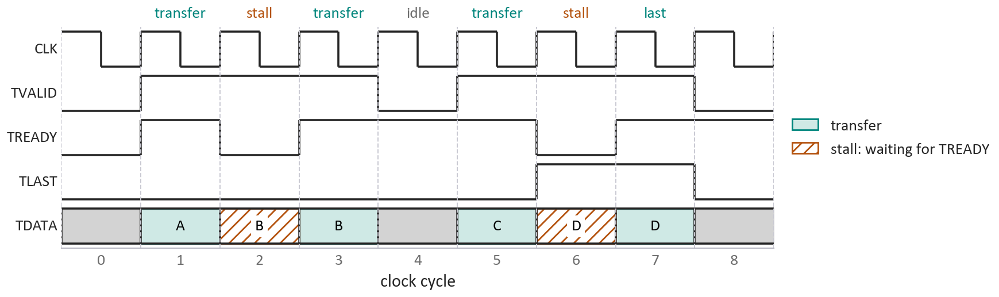 transfer stall transfer idle transfer stall last
CLK
TVALID
TREADY
TLAST
TDATA A B B C D D
0 1 2 3 4 5 6 7 8
clock cycle
transfer
stall: waiting for TREADY